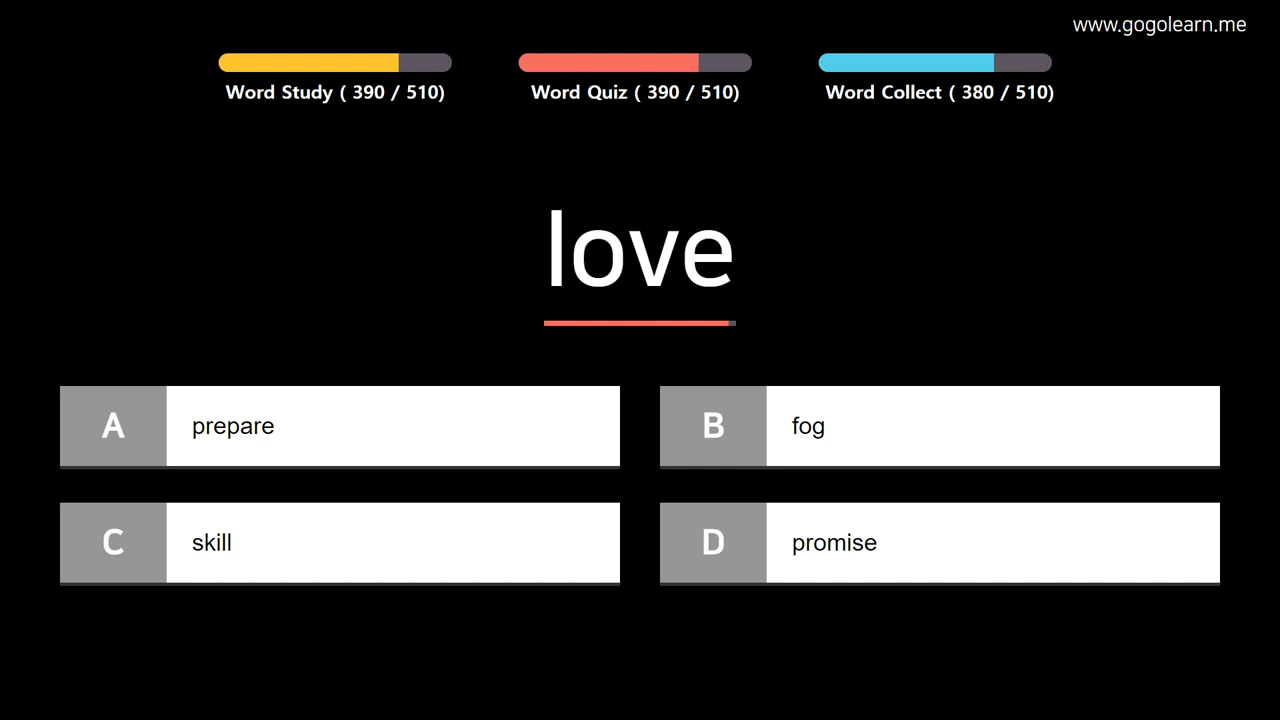 www.gogolearn.me
Word Study ( 390 / 510)
Word Quiz ( 390 / 510)
Word Collect ( 380 / 510)
love
A prepare
B fog
C skill
D promise